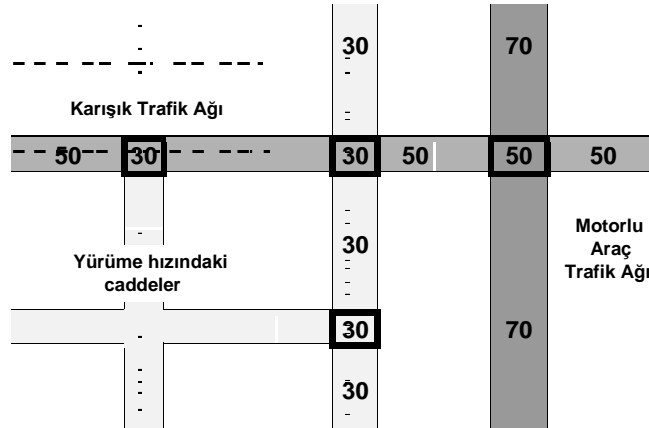 30 70
Karışık Trafik Ağı
50 30 30 50 50 50
30
Motorlu
Araç
Trafik Ağı
Yürüme hızındaki
caddeler
30 70
30